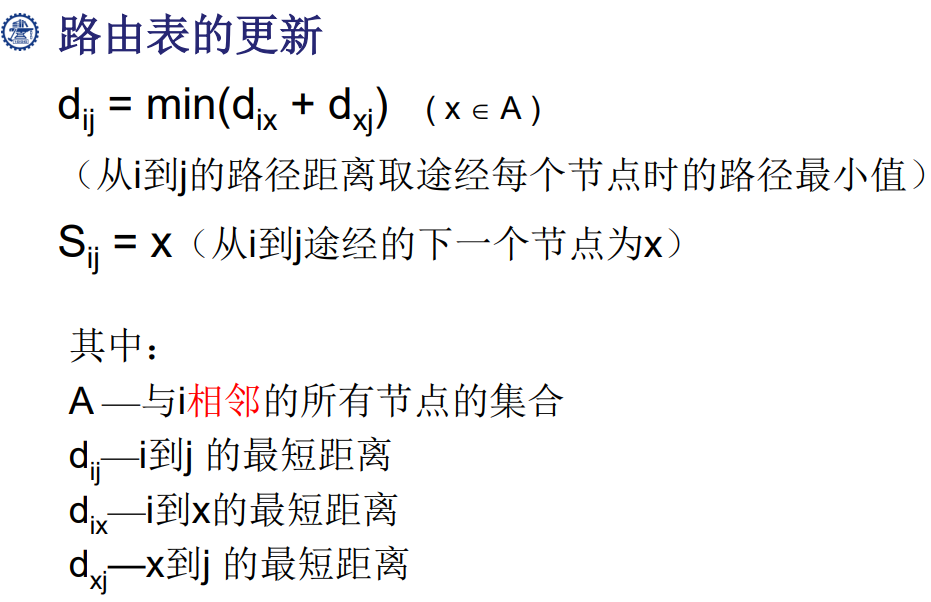 路由表的更新
dij = min(dix + dxj) ( x ∈ A )
（从i到j的路径距离取途经每个节点时的路径最小值）
Sij = x（从i到j途经的下一个节点为x）
其中：
A —与i相邻的所有节点的集合
dij—i到j 的最短距离
dix—i到x的最短距离
dxj—x到j 的最短距离